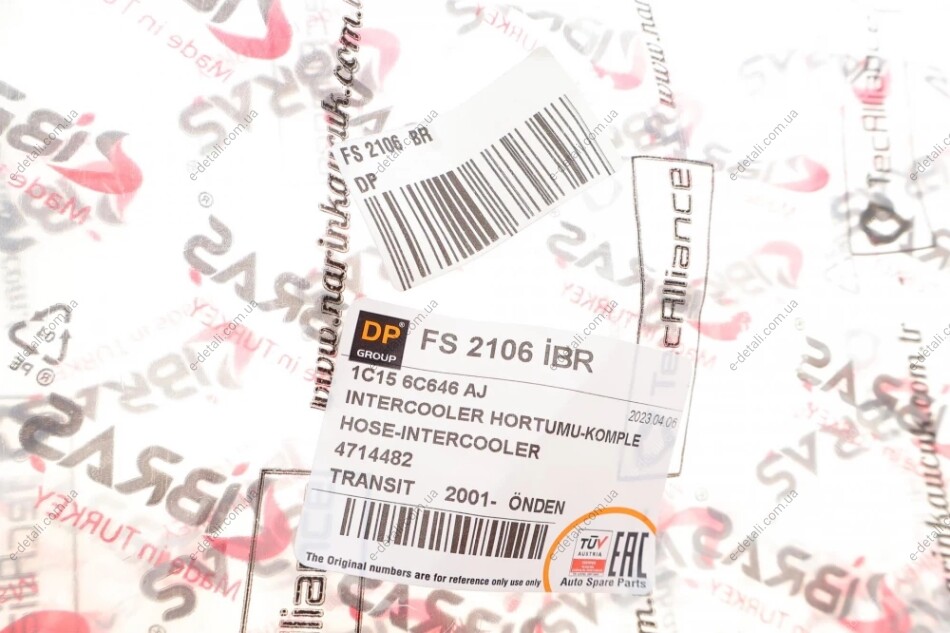 FS 2106 İBR
DP
DP®
GROUP
FS 2106 İBR
1C15 6C646 AJ
2023.04.06
INTERCOOLER HORTUMU-KOMPLE
HOSE-INTERCOOLER
4714482
TRANSIT 2001- ÖNDEN
The Original numbers are for reference only use only
TÜV
AUSTRIA
EAC
Auto Spare Parts
www.narinkaucuk.com
TecAlliance
TecAlliance
İBRAS
Made in TURKEY
e-detali.com.ua